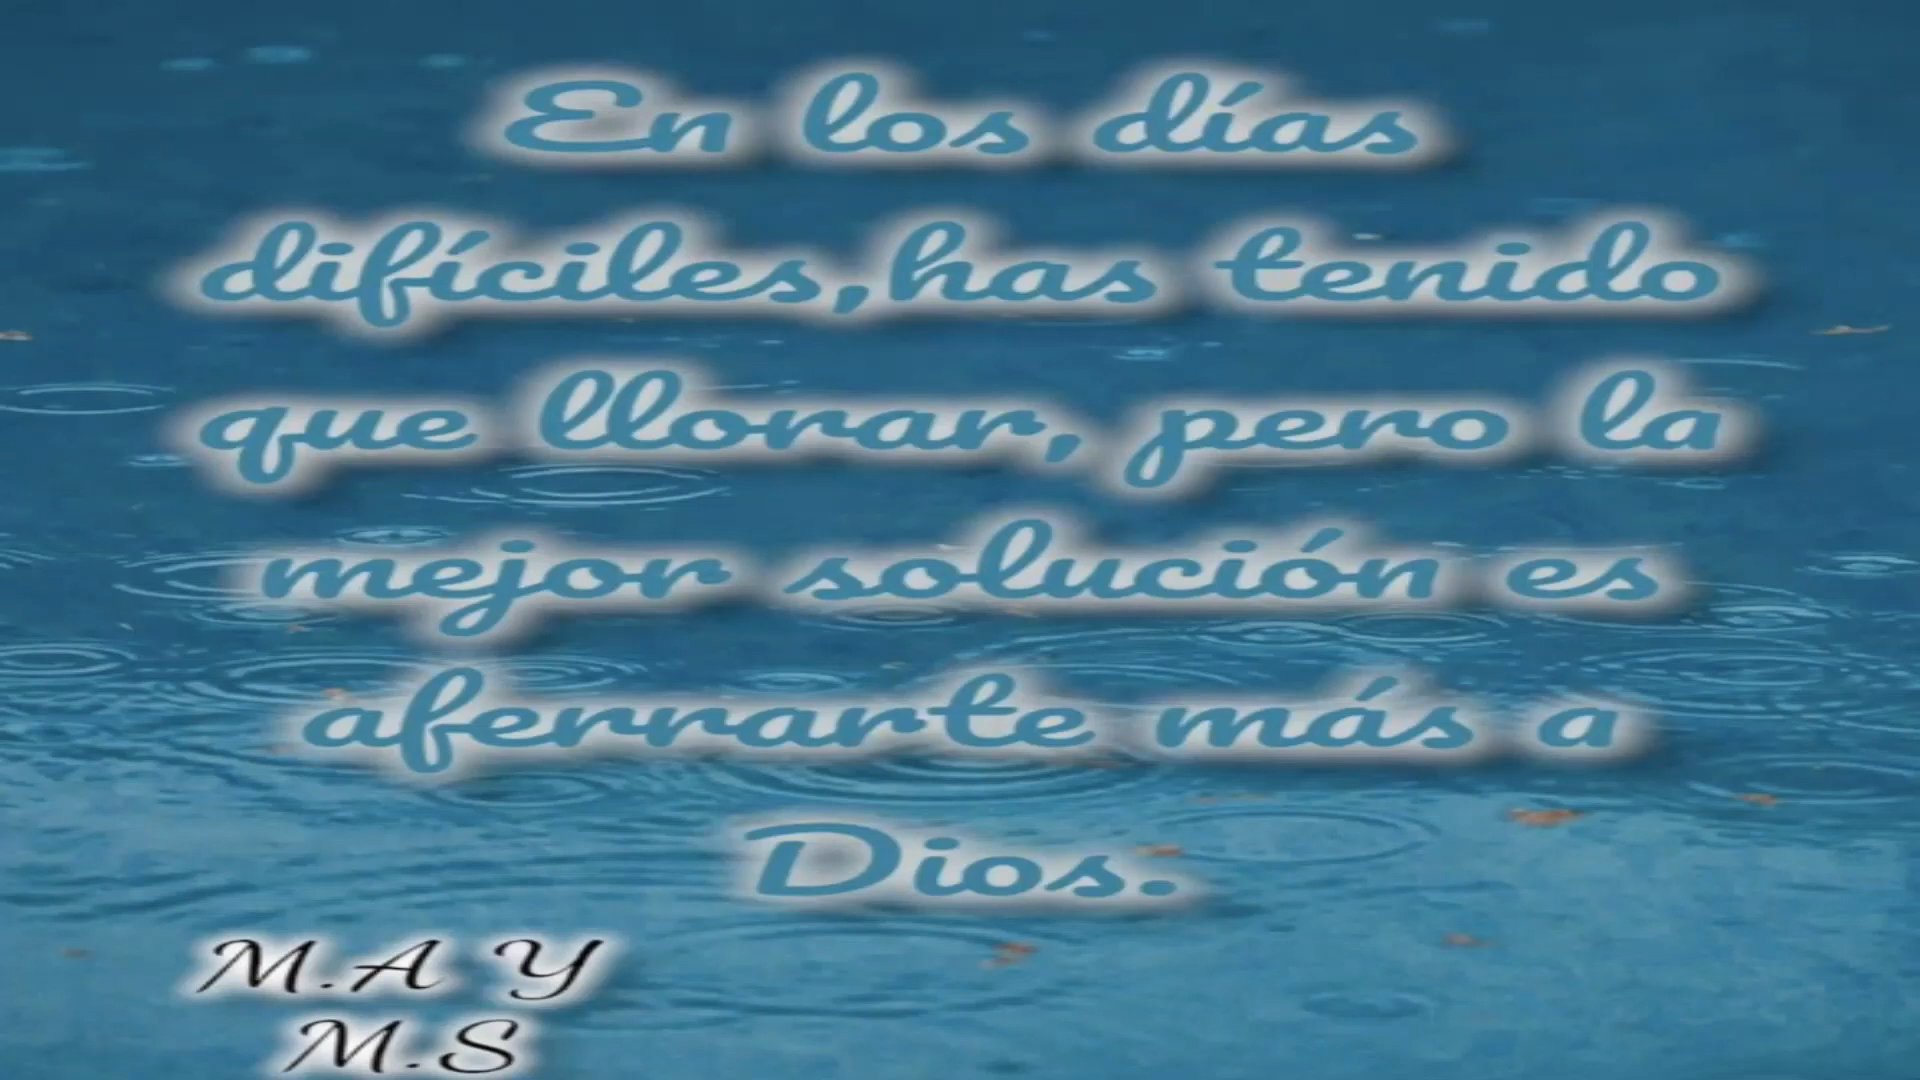 En los días
difíciles,has tenido
que llorar, pero la
mejor solución es
aferrarte más a
Dios.
M.A Y
M.S